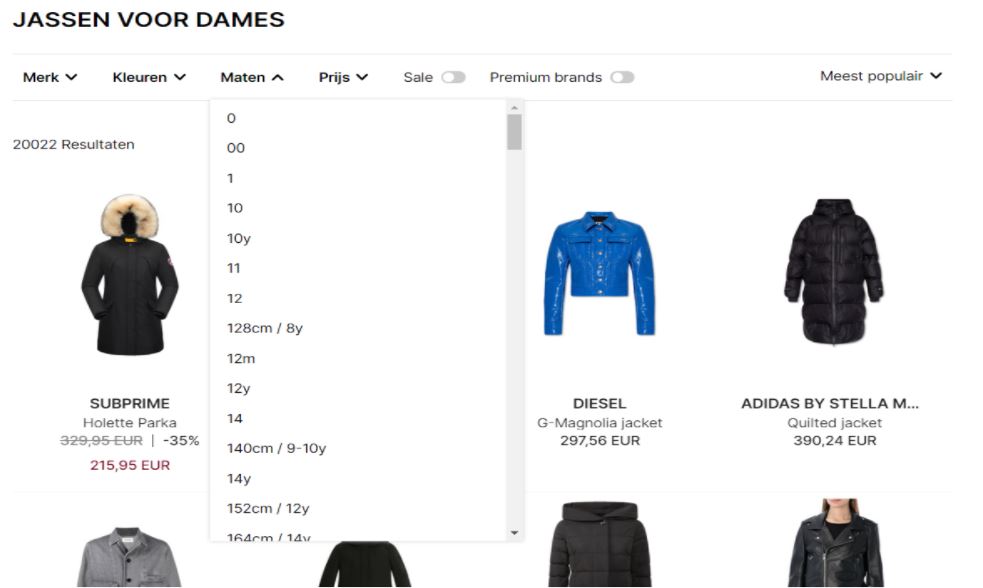 JASSEN VOOR DAMES
Merk Kleuren Maten Prijs Sale Premium brands Meest populair
20022 Resultaten
0
00
1
10
10y
11
12
128cm / 8y
12m
12y
14
140cm / 9-10y
14y
152cm / 12y
164cm / 14y
SUBPRIME
Holette Parka
329,95 EUR | -35%
215,95 EUR
DIESEL
G-Magnolia jacket
297,56 EUR
ADIDAS BY STELLA M...
Quilted jacket
390,24 EUR